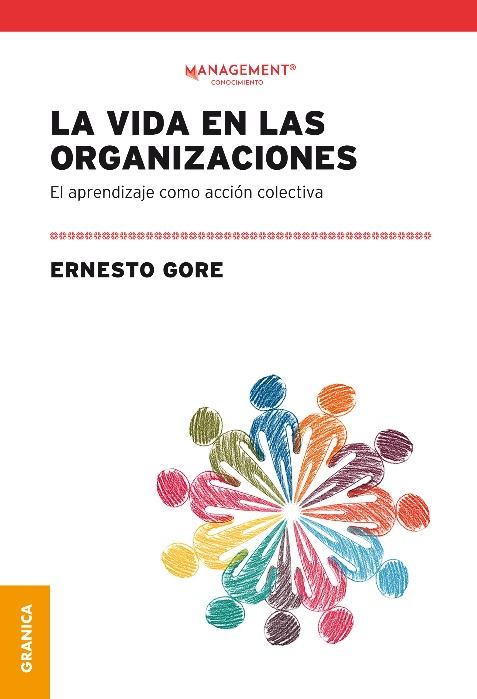 MANAGEMENT®
CONOCIMIENTO
LA VIDA EN LAS
ORGANIZACIONES
El aprendizaje como acción colectiva
ERNESTO GORE
GRANICA